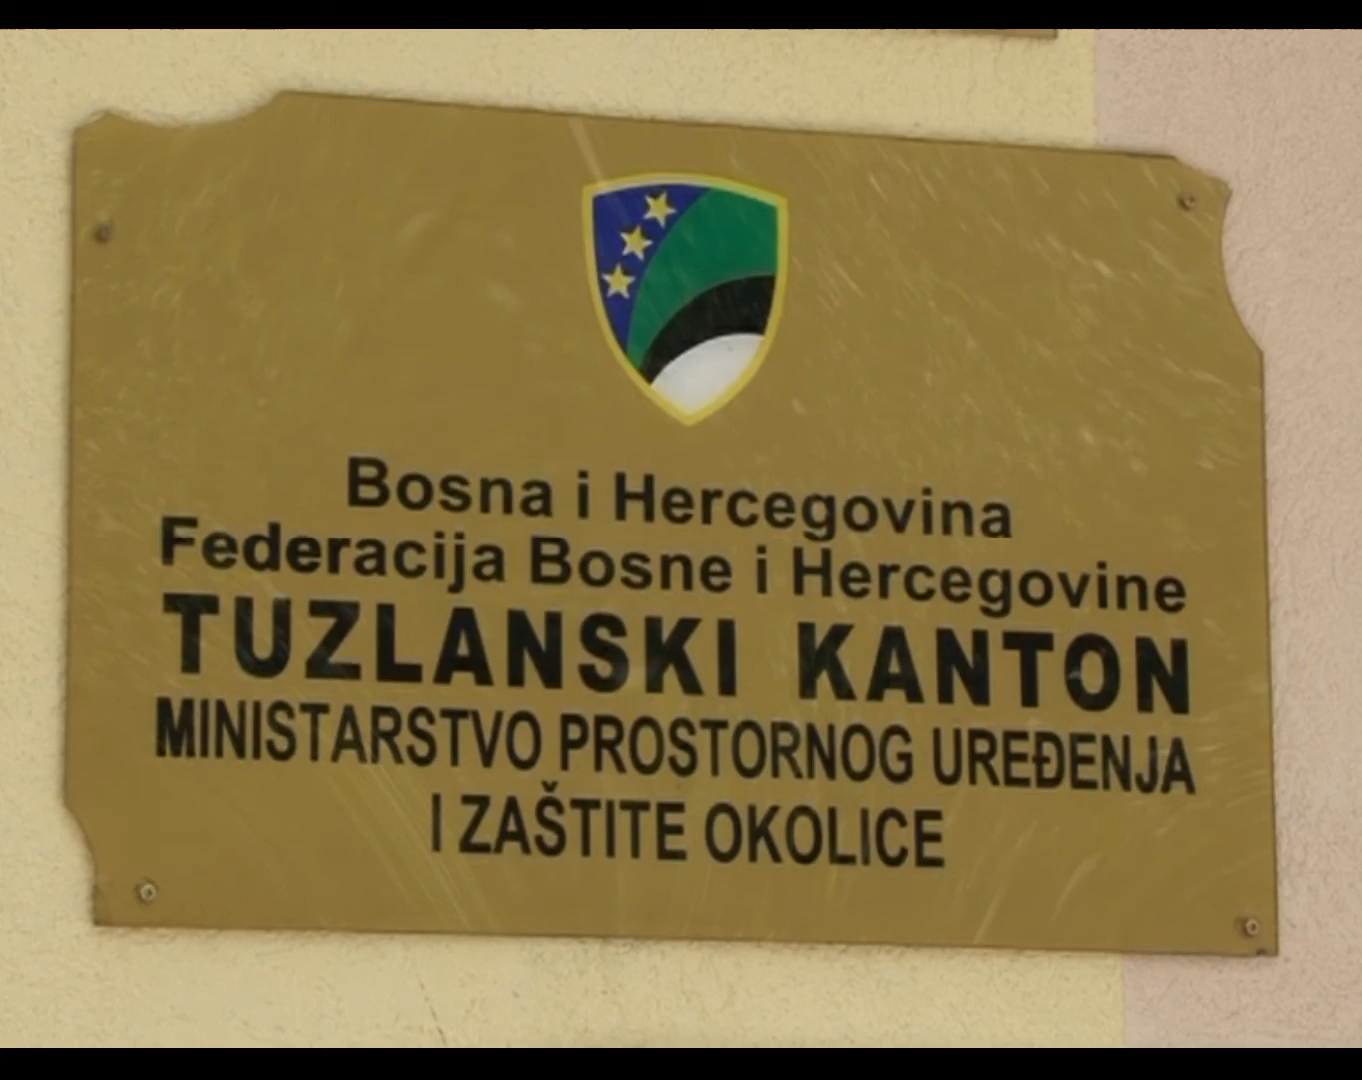 Bosna i Hercegovina
Federacija Bosne i Hercegovine
TUZLANSKI KANTON
MINISTARSTVO PROSTORNOG UREĐENJA
I ZAŠTITE OKOLICE